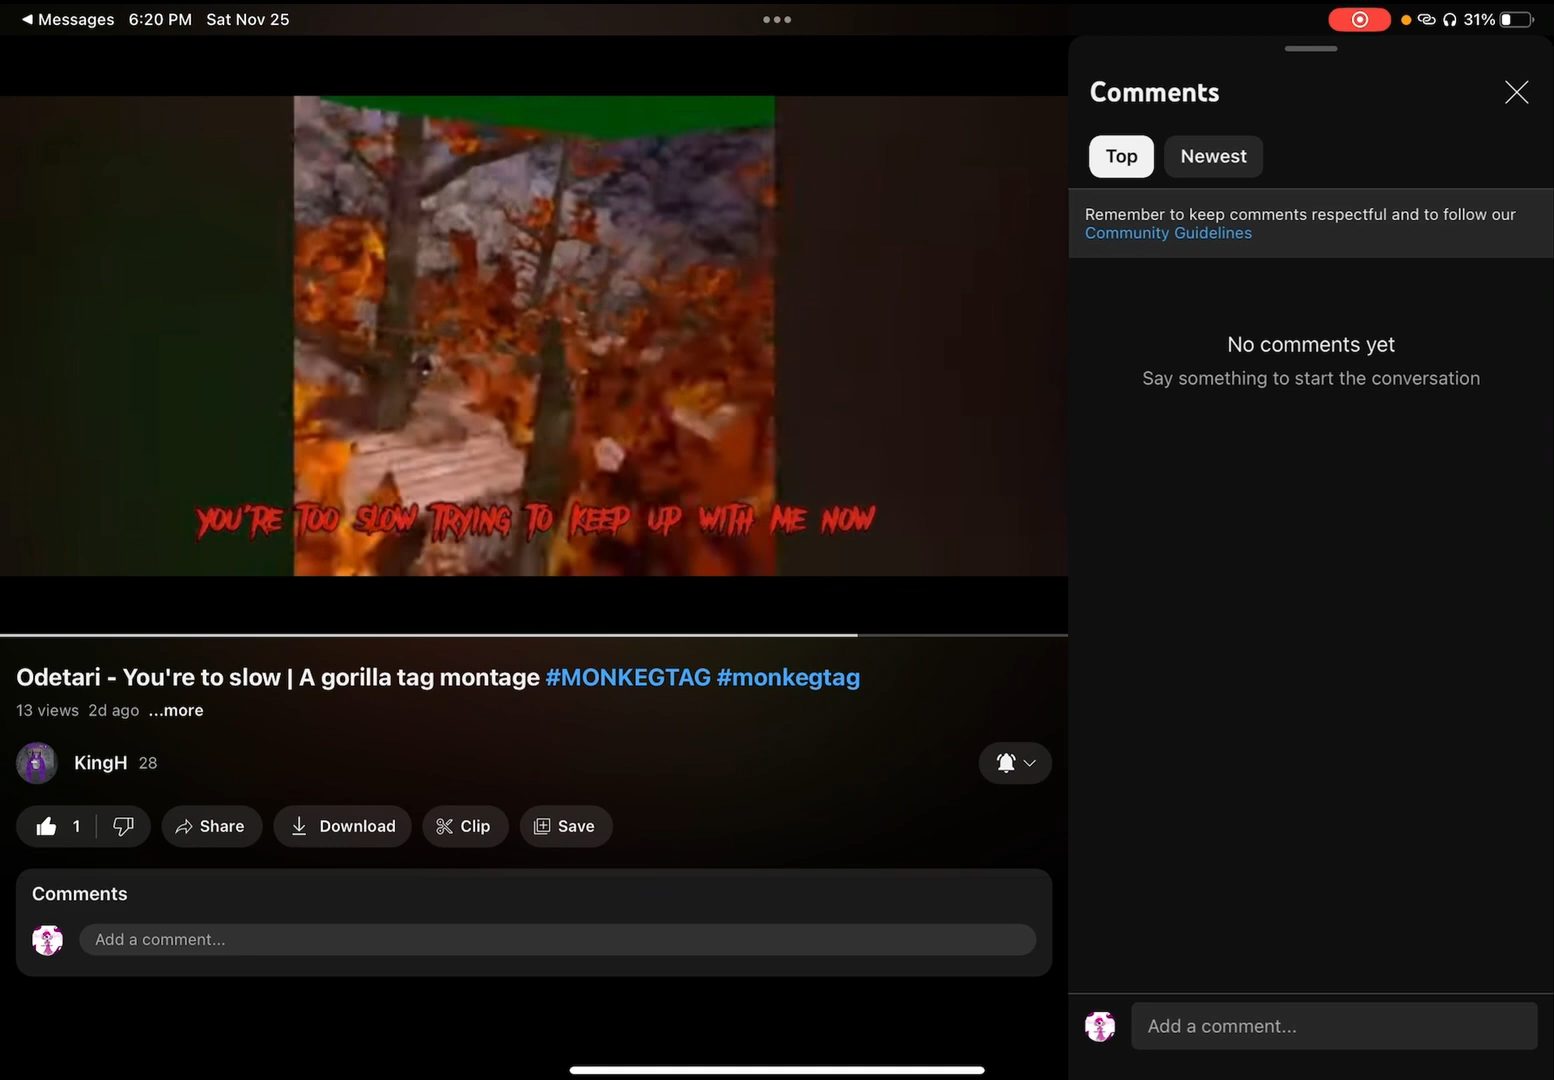 ◀ Messages 6:20 PM Sat Nov 25
31%
YOU'RE TOO SLOW TRYING TO KEEP UP WITH ME NOW
Odetari - You're to slow | A gorilla tag montage #MONKEGTAG #monkegtag
13 views 2d ago ...more
KingH 28
1 Share Download Clip Save
Comments
Add a comment...
Comments
Top Newest
Remember to keep comments respectful and to follow our
Community Guidelines
No comments yet
Say something to start the conversation
Add a comment...